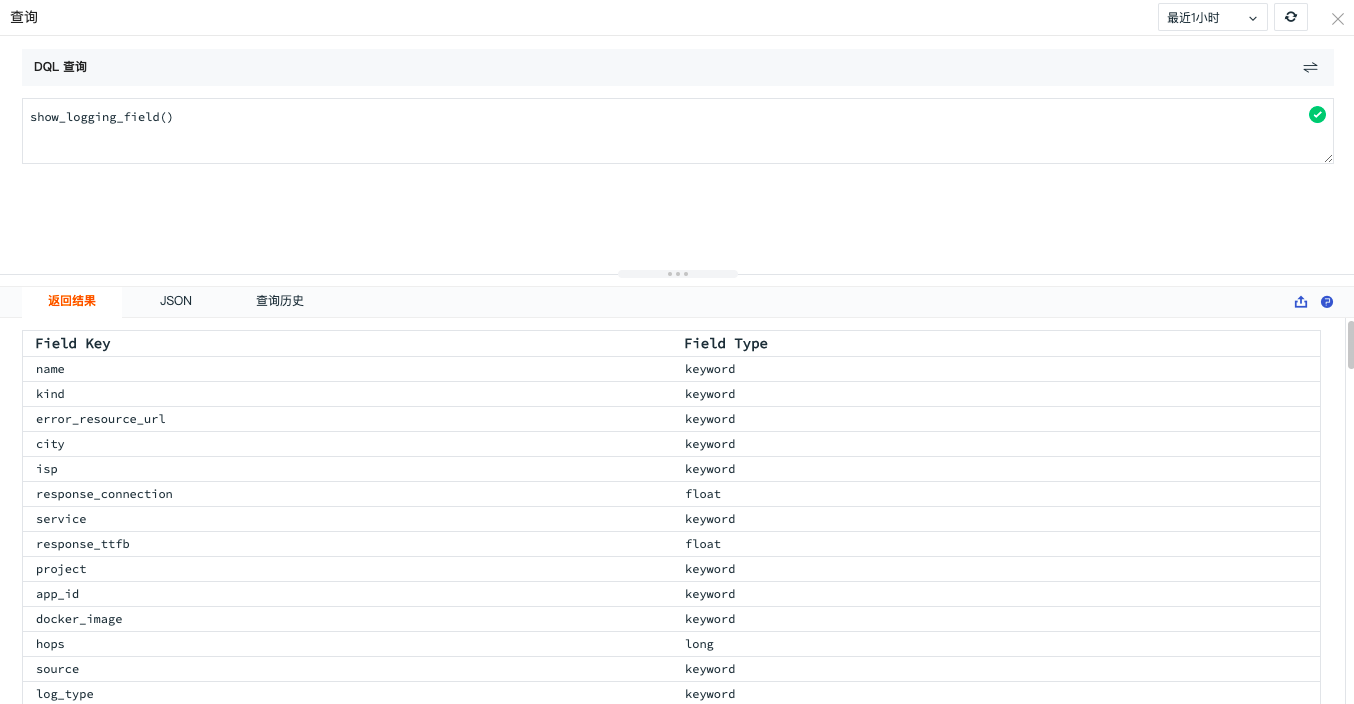 查询
最近1小时
DQL 查询
show_logging_field()
返回结果 JSON 查询历史
Field Key Field Type
name keyword
kind keyword
error_resource_url keyword
city keyword
isp keyword
response_connection float
service keyword
response_ttfb float
project keyword
app_id keyword
docker_image keyword
hops long
source keyword
log_type keyword